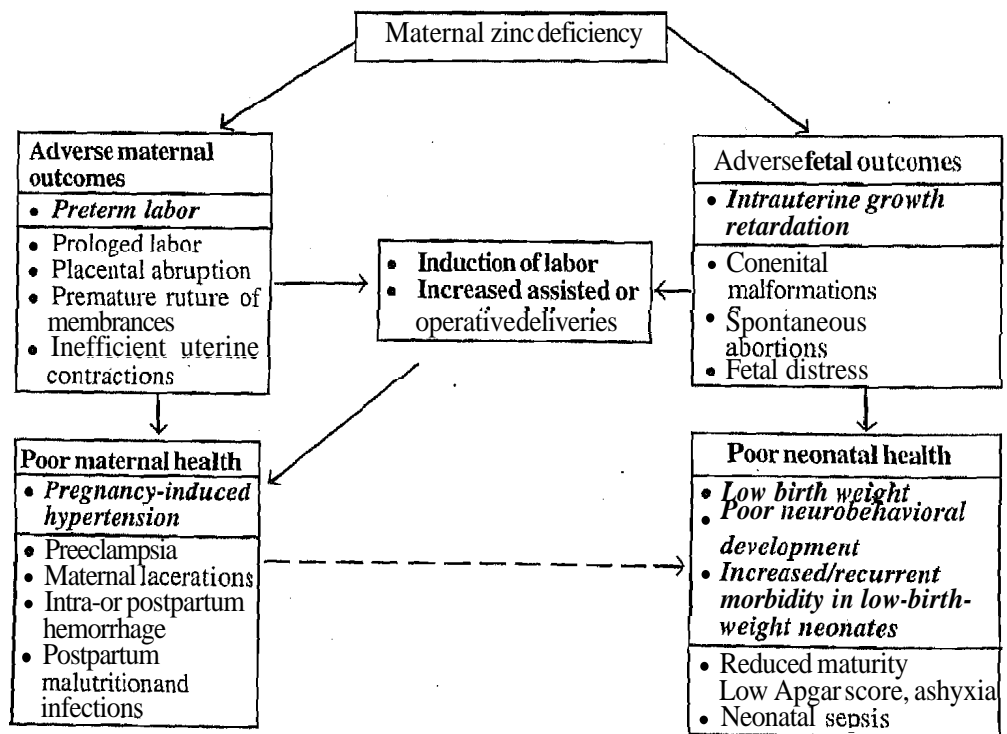 Maternal zinc deficiency
Adverse maternal
outcomes
• Preterm labor
• Prologed labor
• Placental abruption
• Premature ruture of
membrances
• Inefficient uterine
contractions
• Induction of labor
• Increased assisted or
operative deliveries
Adverse fetal outcomes
• Intrauterine growth
retardation
• Conenital
malformations
• Spontaneous
abortions
• Fetal distress
Poor maternal health
• Pregnancy-induced
hypertension
• Preeclampsia
• Maternal lacerations
• Intra-or postpartum
hemorrhage
• Postpartum
malutrition and
infections
Poor neonatal health
• Low birth weight
• Poor neurobehavioral
development
• Increased/recurrent
morbidity in low-birth-
weight neonates
• Reduced maturity
Low Apgar score, ashyxia
• Neonatal sepsis